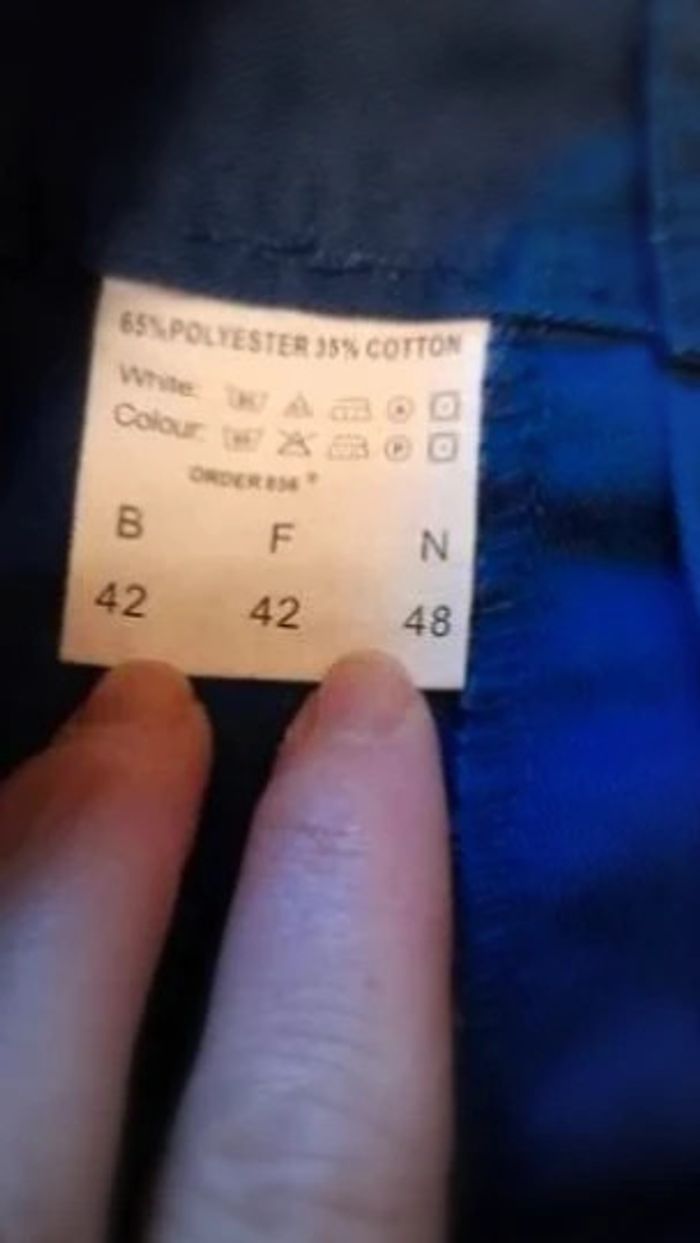 65%POLYESTER 35% COTTON
White:
Colour:
ORDER
B F N
42 42 48